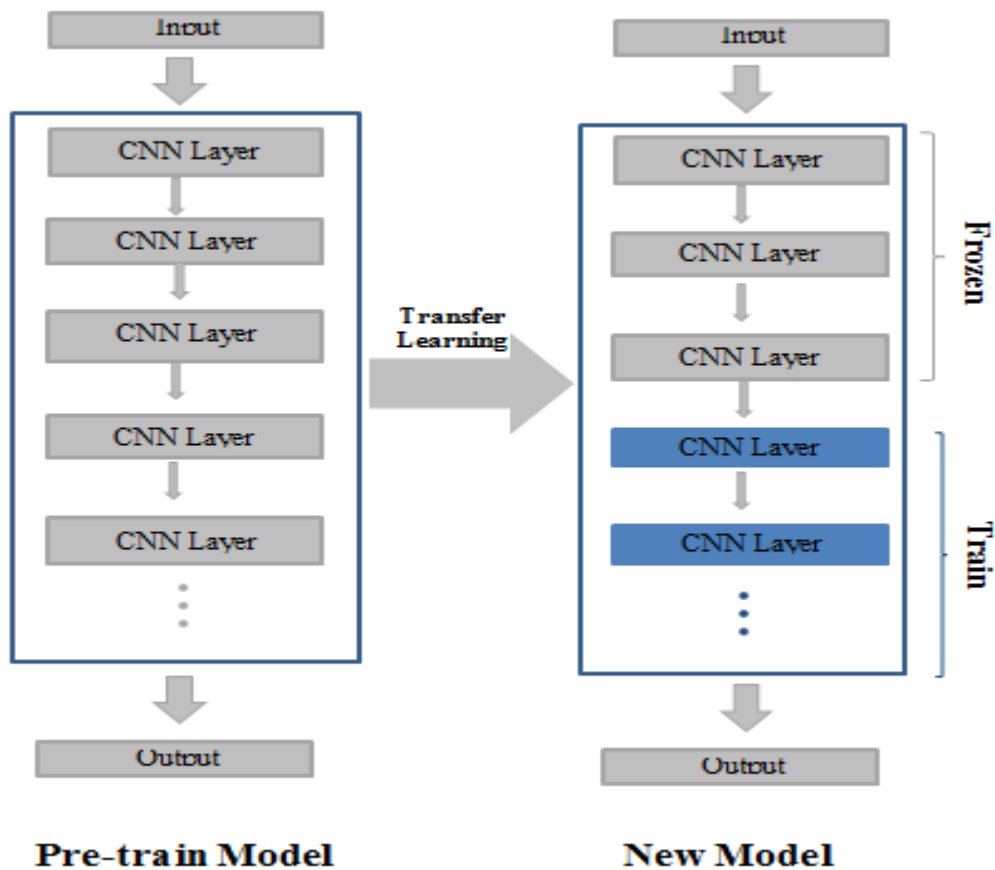 Input
CNN Layer
CNN Layer
CNN Layer
CNN Layer
CNN Layer
Output
Pre-train Model
Transfer
Learning
Input
CNN Layer
CNN Layer
CNN Layer
CNN Layer
CNN Layer
Output
New Model
Frozen
Train